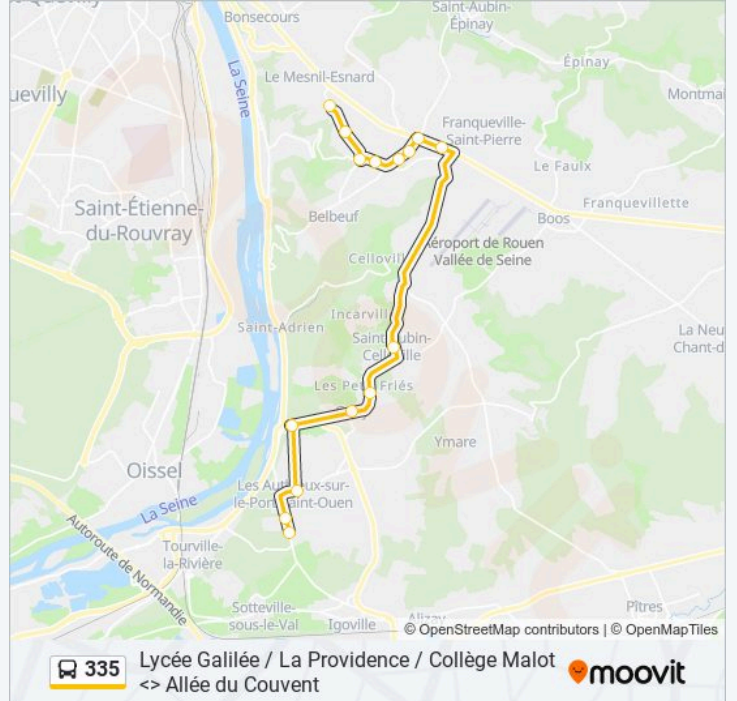 Quevilly
Bonsecours
Saint-Aubin-
Épinay
Épinay
Le Mesnil-Esnard
La Seine
uevilly
Montmai
Franqueville-
Saint-Pierre
Le Faulx
Franquevillette
Saint-Étienne-
du-Rouvray
Belbeuf
Boos
Aéroport de Rouen
Vallée de Seine
Celloville
Incarville
Saint-Adrien
Saint-Aubin-
Celloville
La Neu
Chant-d
Les Petits Friés
Ymare
Oissel
Les Authieux-sur-
le-Port-Saint-Ouen
La Seine
Autoroute de Normandie
Tourville-
la-Rivière
Sotteville-
sous-le-Val
Igoville
Alizay
Pîtres
© OpenStreetMap contributors | © OpenMapTiles
335
Lycée Galilée / La Providence / Collège Malot
<> Allée du Couvent
moovit